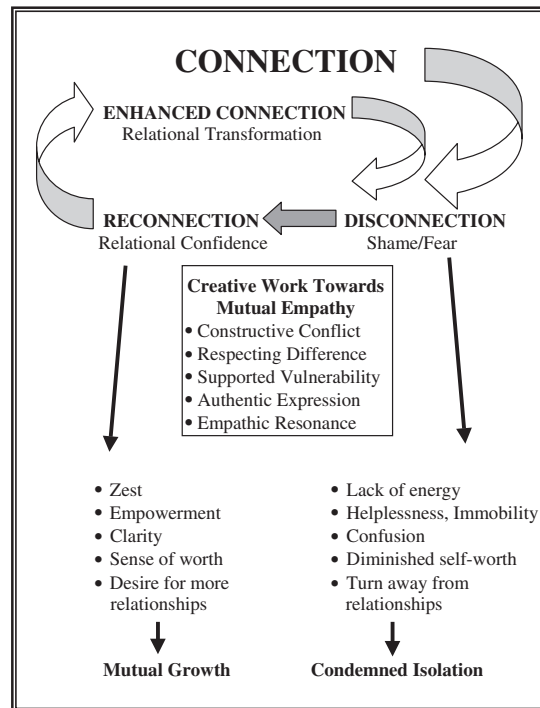 CONNECTION
ENHANCED CONNECTION
Relational Transformation
RECONNECTION
Relational Confidence
DISCONNECTION
Shame/Fear
Creative Work Towards
Mutual Empathy
• Constructive Conflict
• Respecting Difference
• Supported Vulnerability
• Authentic Expression
• Empathic Resonance
• Zest
• Empowerment
• Clarity
• Sense of worth
• Desire for more
relationships
Mutual Growth
• Lack of energy
• Helplessness, Immobility
• Confusion
• Diminished self-worth
• Turn away from
relationships
Condemned Isolation